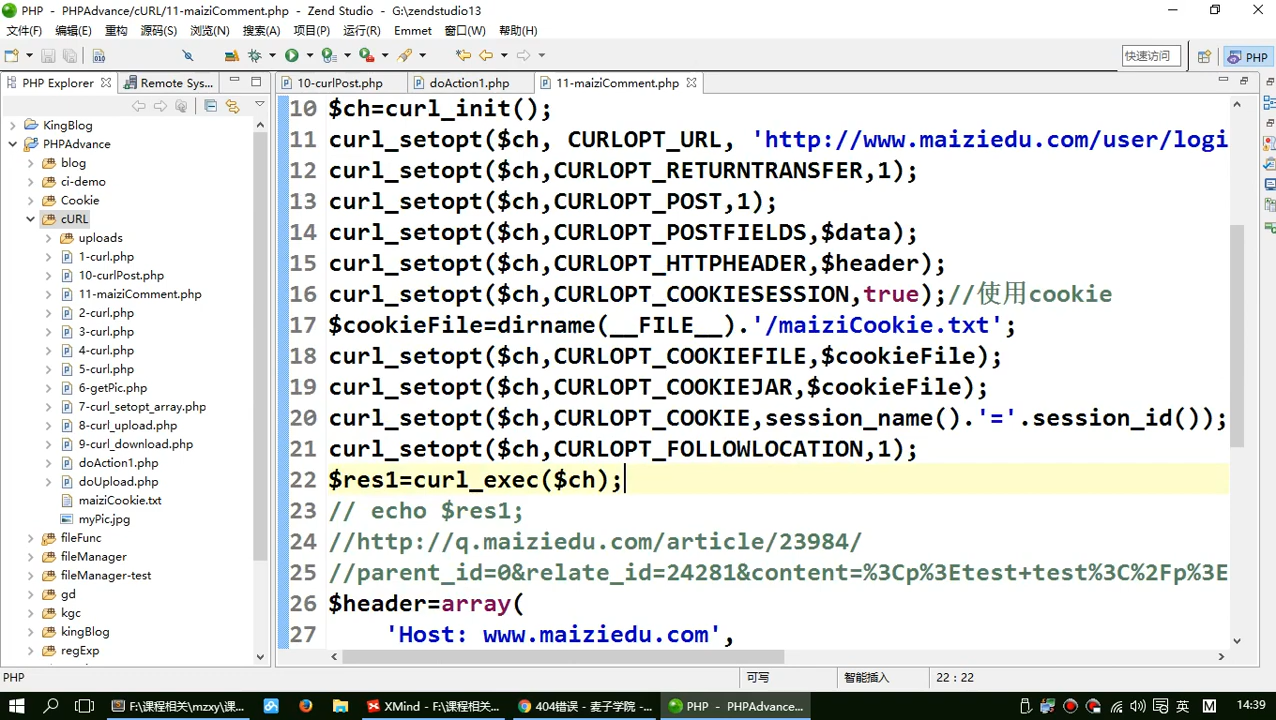 PHP - PHPAdvance/cURL/11-maiziComment.php - Zend Studio - G:\zendstudio13
文件(F) 编辑(E) 重构 源码(S) 浏览(N) 搜索(A) 项目(P) 运行(R) Emmet 窗口(W) 帮助(H)
快速访问 PHP
PHP Explorer Remote Sys...
KingBlog
PHPAdvance
blog
ci-demo
Cookie
cURL
uploads
1-curl.php
10-curlPost.php
11-maiziComment.php
2-curl.php
3-curl.php
4-curl.php
5-curl.php
6-getPic.php
7-curl_setopt_array.php
8-curl_upload.php
9-curl_download.php
doAction1.php
doUpload.php
maiziCookie.txt
myPic.jpg
fileFunc
fileManager
fileManager-test
gd
kgc
kingBlog
regExp
10-curlPost.php doAction1.php 11-maiziComment.php
10 $ch=curl_init();
11 curl_setopt($ch, CURLOPT_URL, 'http://www.maiziedu.com/user/logi
12 curl_setopt($ch,CURLOPT_RETURNTRANSFER,1);
13 curl_setopt($ch,CURLOPT_POST,1);
14 curl_setopt($ch,CURLOPT_POSTFIELDS,$data);
15 curl_setopt($ch,CURLOPT_HTTPHEADER,$header);
16 curl_setopt($ch,CURLOPT_COOKIESESSION,true);//使用cookie
17 $cookieFile=dirname(__FILE__).'/maiziCookie.txt';
18 curl_setopt($ch,CURLOPT_COOKIEFILE,$cookieFile);
19 curl_setopt($ch,CURLOPT_COOKIEJAR,$cookieFile);
20 curl_setopt($ch,CURLOPT_COOKIE,session_name().'='.session_id());
21 curl_setopt($ch,CURLOPT_FOLLOWLOCATION,1);
22 $res1=curl_exec($ch);
23 // echo $res1;
24 //http://q.maiziedu.com/article/23984/
25 //parent_id=0&relate_id=24281&content=%3Cp%3Etest+test%3C%2Fp%3E
26 $header=array(
27 'Host: www.maiziedu.com',
PHP 可写 智能插入 22 : 22
F:\课程相关\mzxy\课... XMind - F:\课程相关\... 404错误 - 麦子学院 -... PHP - PHPAdvance... 英 M 14:39